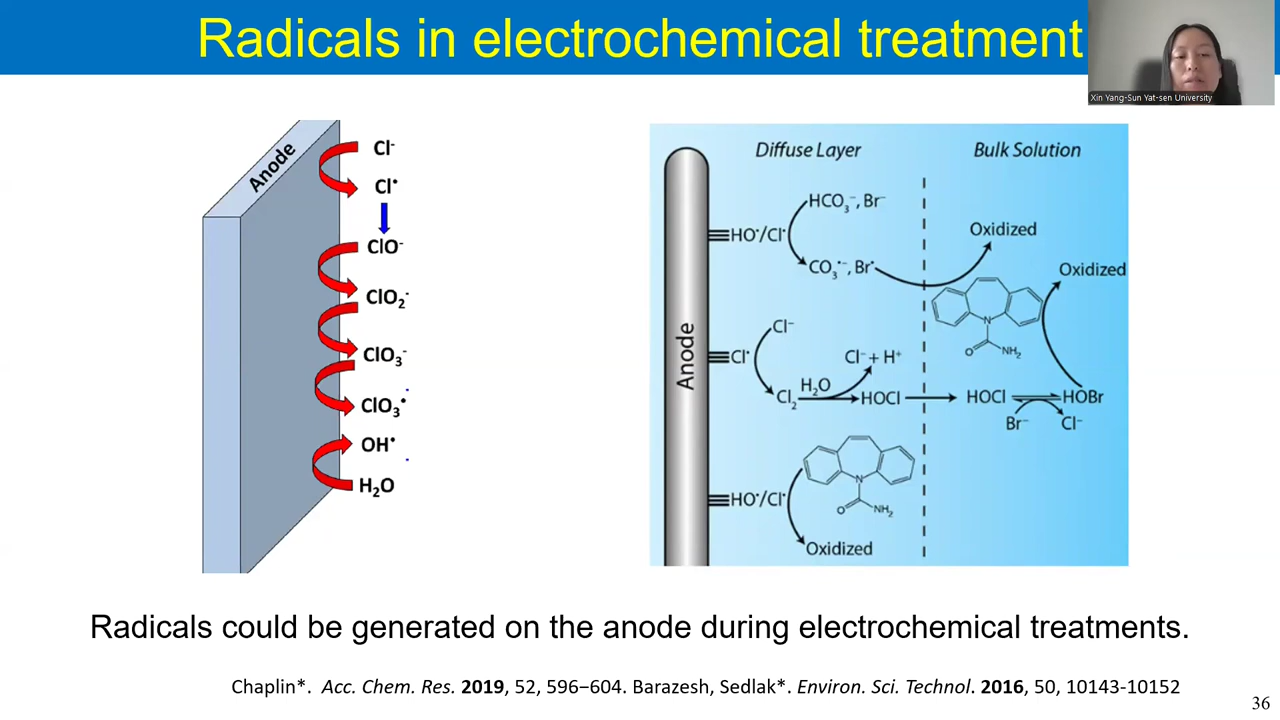 Radicals in electrochemical treatment
Xin Yang-Sun Yat-sen University
Anode
Cl-
Cl•
ClO-
ClO2-
ClO3-
ClO3•
OH•
H2O
Diffuse Layer
Bulk Solution
Anode
HCO3-, Br-
HO•/Cl•
CO3•-, Br•
Oxidized
Oxidized
N
O
NH2
Cl-
Cl•
Cl- + H+
H2O
Cl2
HOCl
HOCl
HOBr
Br-
Cl-
N
O
NH2
HO•/Cl•
Oxidized
Radicals could be generated on the anode during electrochemical treatments.
Chaplin*. Acc. Chem. Res. 2019, 52, 596−604. Barazesh, Sedlak*. Environ. Sci. Technol. 2016, 50, 10143-10152
36